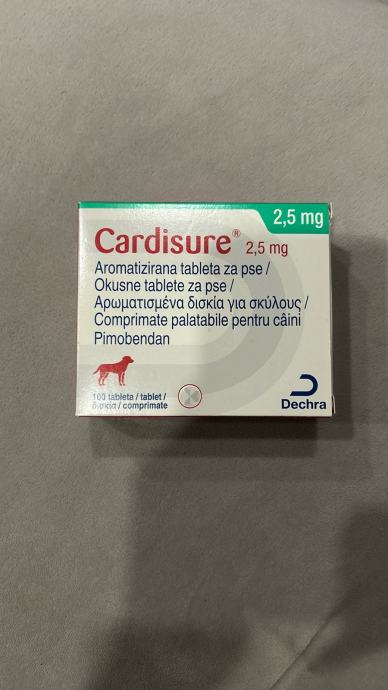 2,5 mg
Cardisure® 2,5 mg
Aromatizirana tableta za pse /
Okusne tablete za pse /
Αρωματισμένα δισκία για σκύλους /
Comprimate palatabile pentru câini
Pimobendan
100 tableta / tablet /
δισκία / comprimate
Dechra